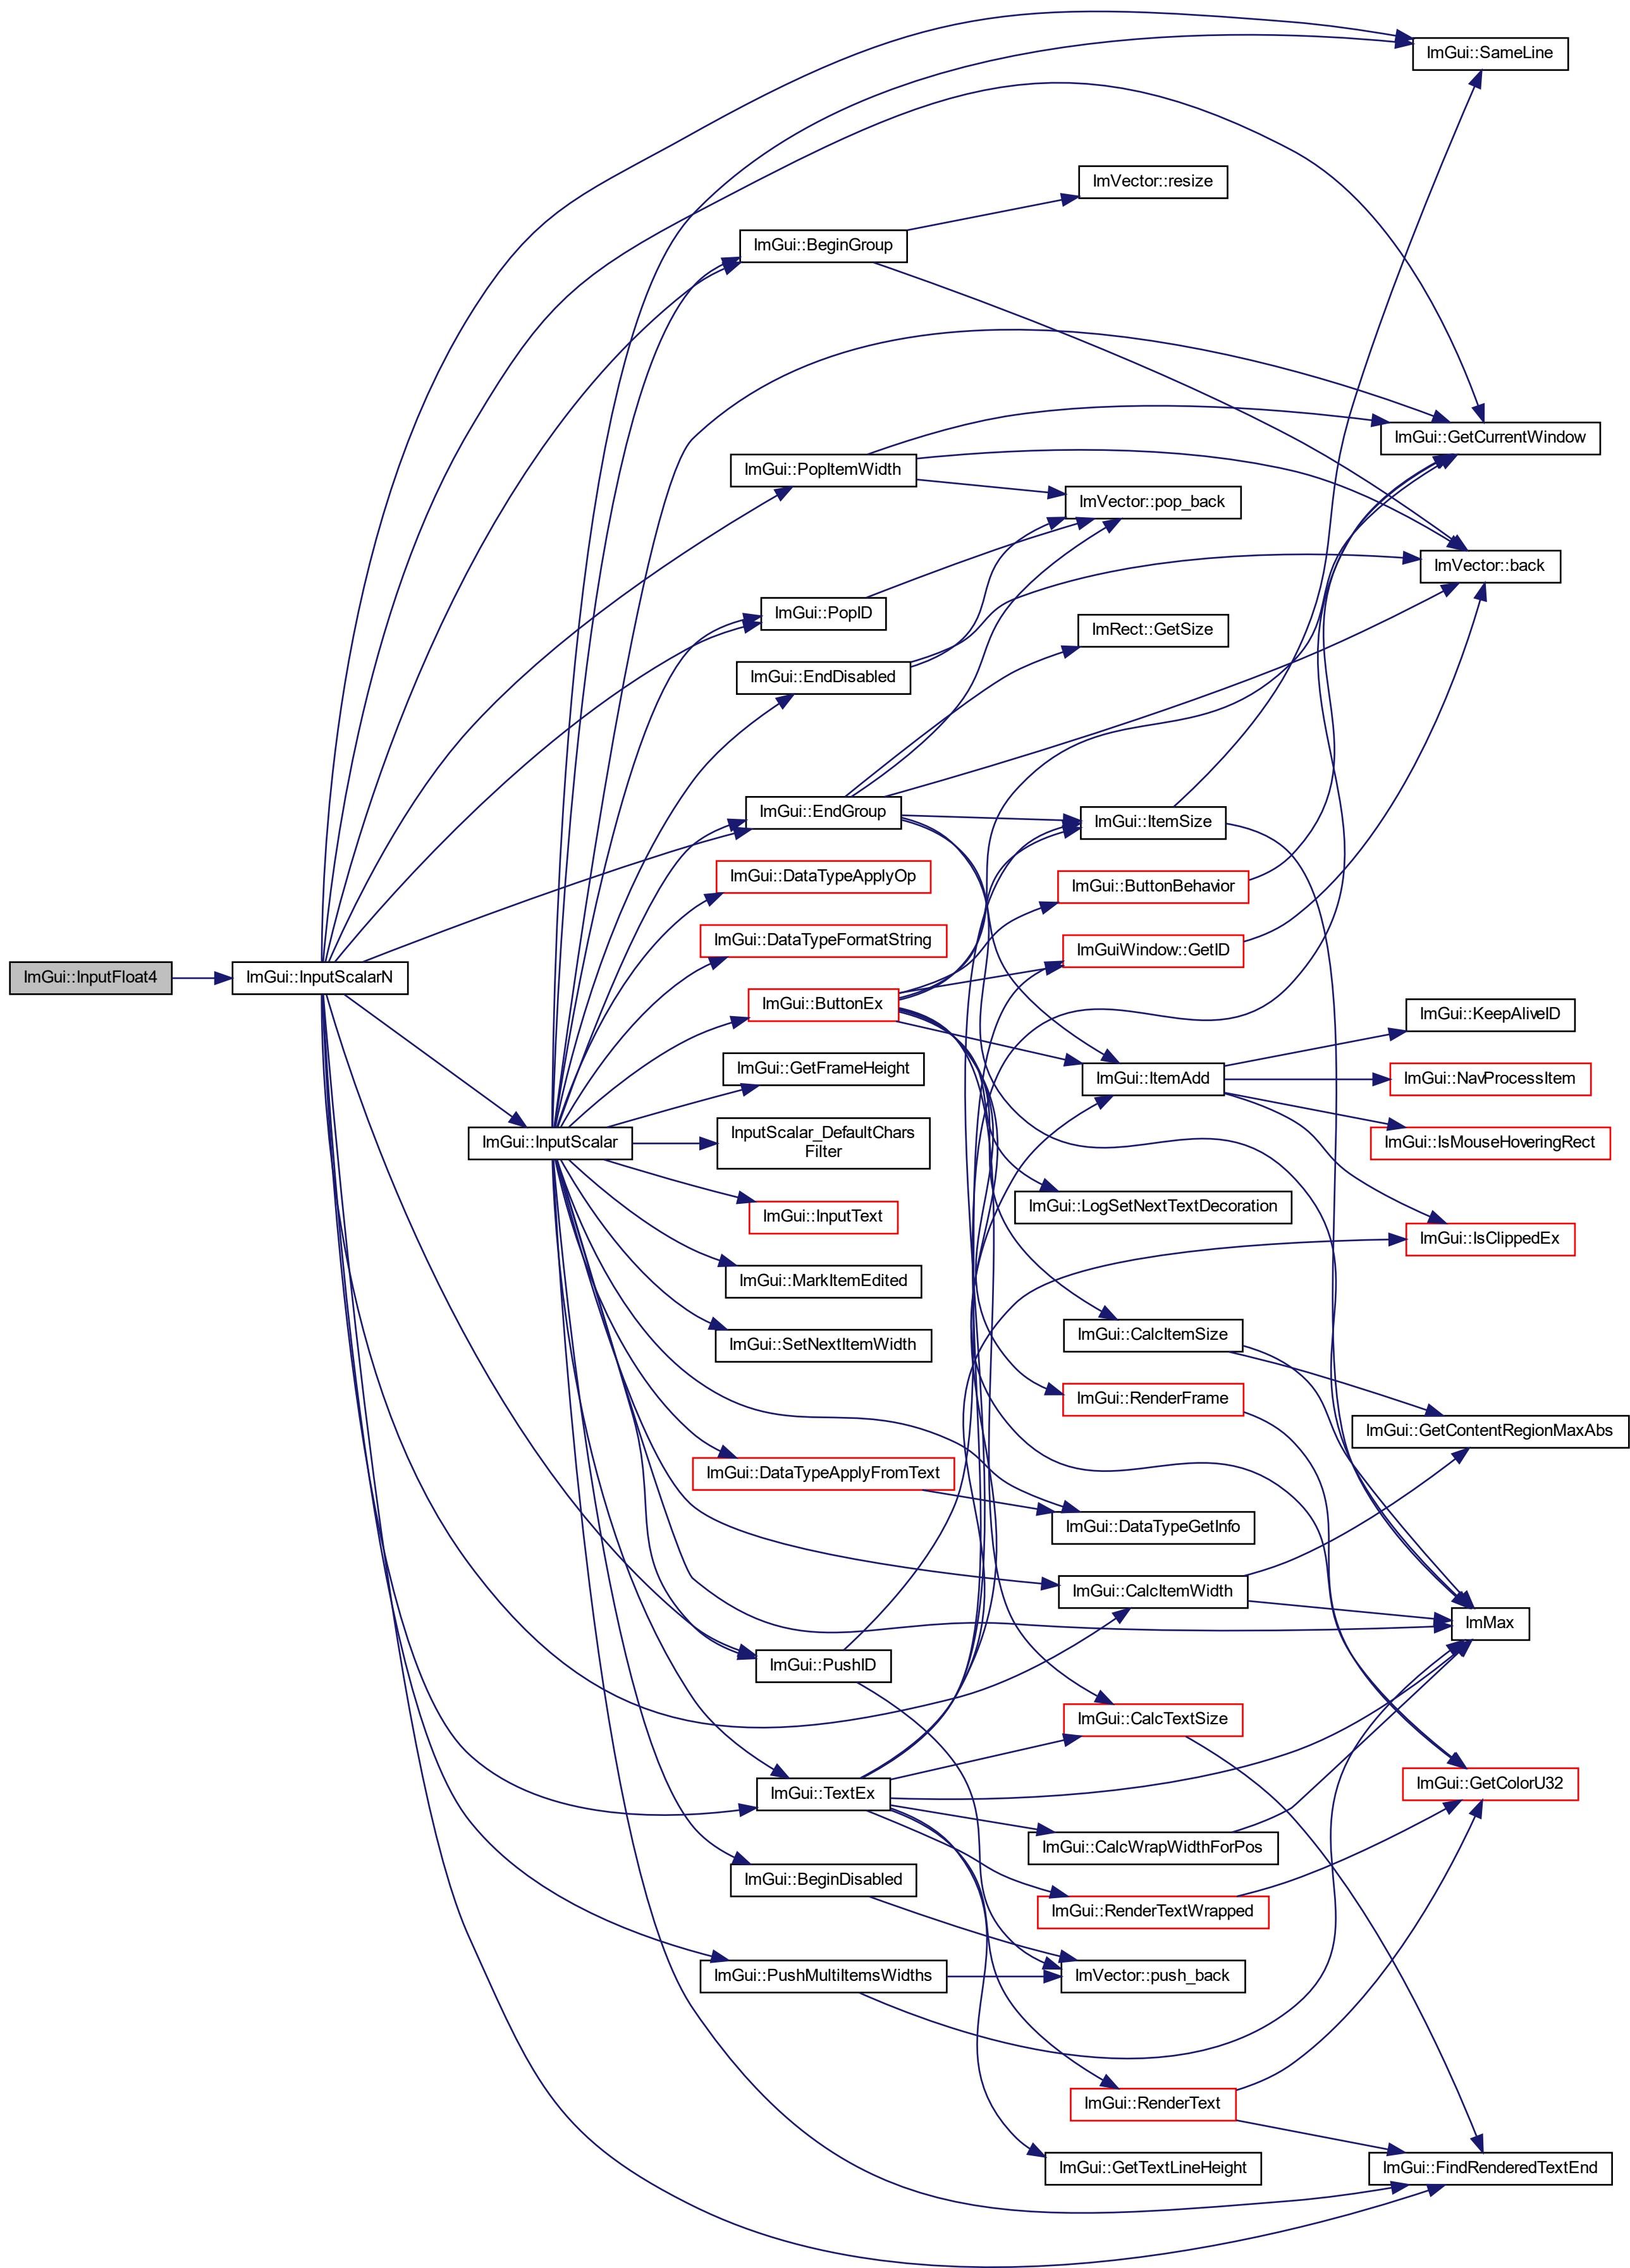 ImGui::SameLine
ImVector::resize
ImGui::BeginGroup
ImGui::GetCurrentWindow
ImGui::PopItemWidth
ImVector::pop_back
ImVector::back
ImGui::PopID
ImRect::GetSize
ImGui::EndDisabled
ImGui::EndGroup
ImGui::ItemSize
ImGui::DataTypeApplyOp
ImGui::ButtonBehavior
ImGui::DataTypeFormatString
ImGuiWindow::GetID
ImGui::InputFloat4
ImGui::InputScalarN
ImGui::ButtonEx
ImGui::KeepAliveID
ImGui::GetFrameHeight
ImGui::ItemAdd
ImGui::NavProcessItem
ImGui::InputScalar
InputScalar_DefaultChars
Filter
ImGui::IsMouseHoveringRect
ImGui::LogSetNextTextDecoration
ImGui::InputText
ImGui::IsClippedEx
ImGui::MarkItemEdited
ImGui::CalcItemSize
ImGui::SetNextItemWidth
ImGui::RenderFrame
ImGui::GetContentRegionMaxAbs
ImGui::DataTypeApplyFromText
ImGui::DataTypeGetInfo
ImGui::CalcItemWidth
ImMax
ImGui::PushID
ImGui::CalcTextSize
ImGui::GetColorU32
ImGui::TextEx
ImGui::CalcWrapWidthForPos
ImGui::BeginDisabled
ImGui::RenderTextWrapped
ImGui::PushMultiItemsWidths
ImVector::push_back
ImGui::RenderText
ImGui::GetTextLineHeight
ImGui::FindRenderedTextEnd